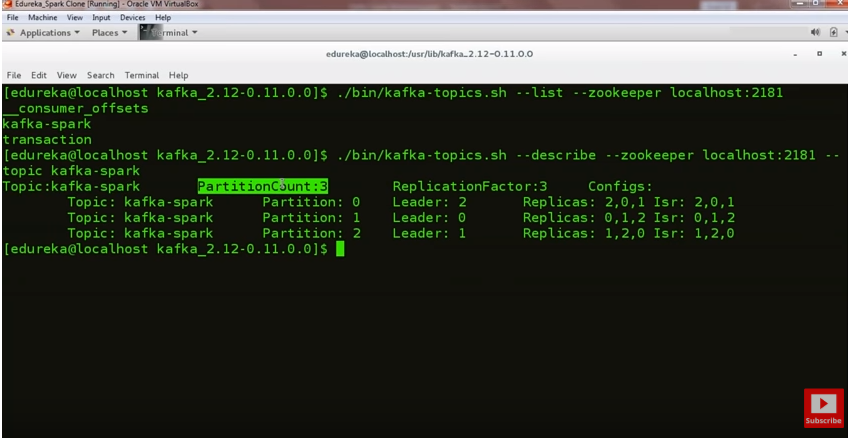 Edureka_Spark Clone [Running] - Oracle VM VirtualBox
File Machine View Input Devices Help
Applications Places
edureka@localhost:/usr/lib/kafka_2.12-0.11.0.0
File Edit View Search Terminal Help
[edureka@localhost kafka_2.12-0.11.0.0]$ ./bin/kafka-topics.sh --list --zookeeper localhost:2181
__consumer_offsets
kafka-spark
transaction
[edureka@localhost kafka_2.12-0.11.0.0]$ ./bin/kafka-topics.sh --describe --zookeeper localhost:2181 --
topic kafka-spark
Topic:kafka-spark PartitionCount:3 ReplicationFactor:3 Configs:
Topic: kafka-spark Partition: 0 Leader: 2 Replicas: 2,0,1 Isr: 2,0,1
Topic: kafka-spark Partition: 1 Leader: 0 Replicas: 0,1,2 Isr: 0,1,2
Topic: kafka-spark Partition: 2 Leader: 1 Replicas: 1,2,0 Isr: 1,2,0
[edureka@localhost kafka_2.12-0.11.0.0]$
Subscribe